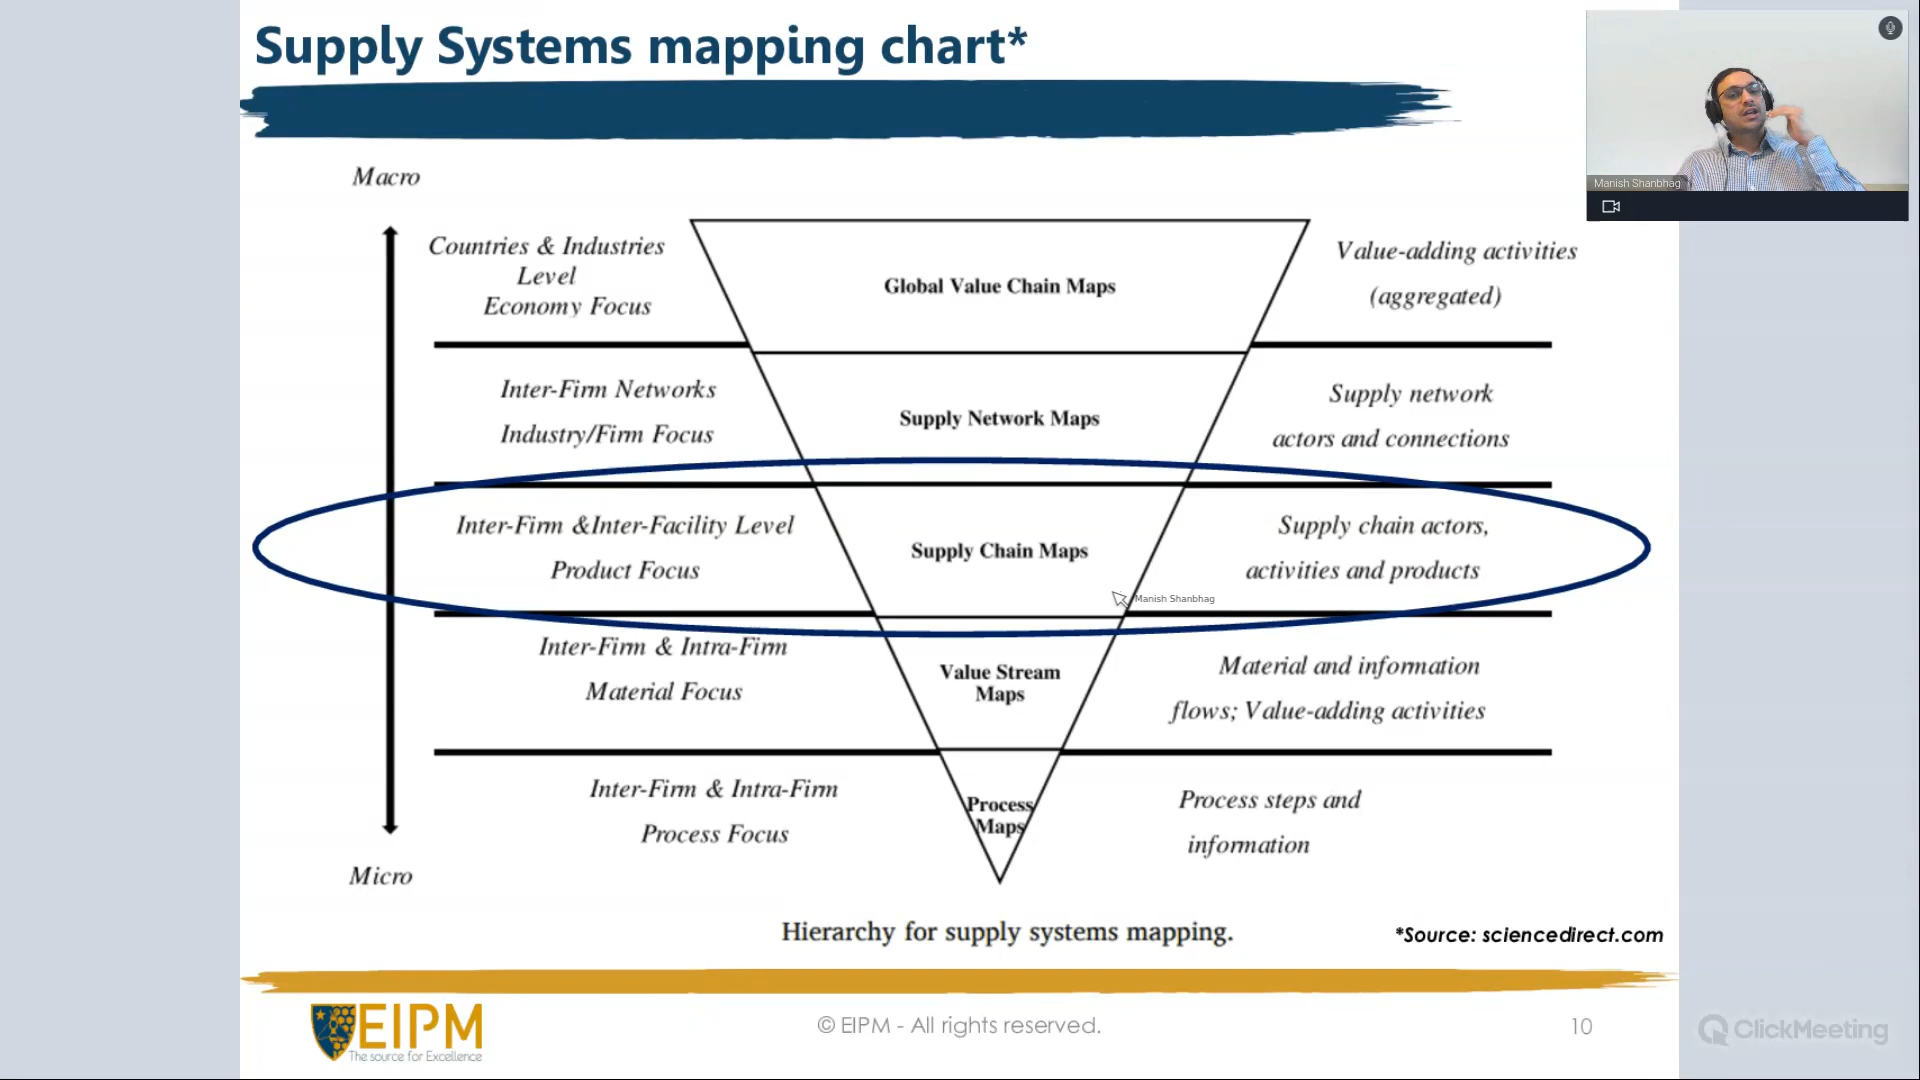 Supply Systems mapping chart*
Manish Shanbhag
Macro
Countries & Industries
Level
Economy Focus
Global Value Chain Maps
Value-adding activities
(aggregated)
Inter-Firm Networks
Industry/Firm Focus
Supply Network Maps
Supply network
actors and connections
Inter-Firm &Inter-Facility Level
Product Focus
Supply Chain Maps
Supply chain actors,
activities and products
Manish Shanbhag
Inter-Firm & Intra-Firm
Material Focus
Value Stream
Maps
Material and information
flows; Value-adding activities
Inter-Firm & Intra-Firm
Process Focus
Process
Maps
Process steps and
information
Micro
Hierarchy for supply systems mapping.
*Source: sciencedirect.com
EIPM
The source for Excellence
© EIPM - All rights reserved.
10
ClickMeeting